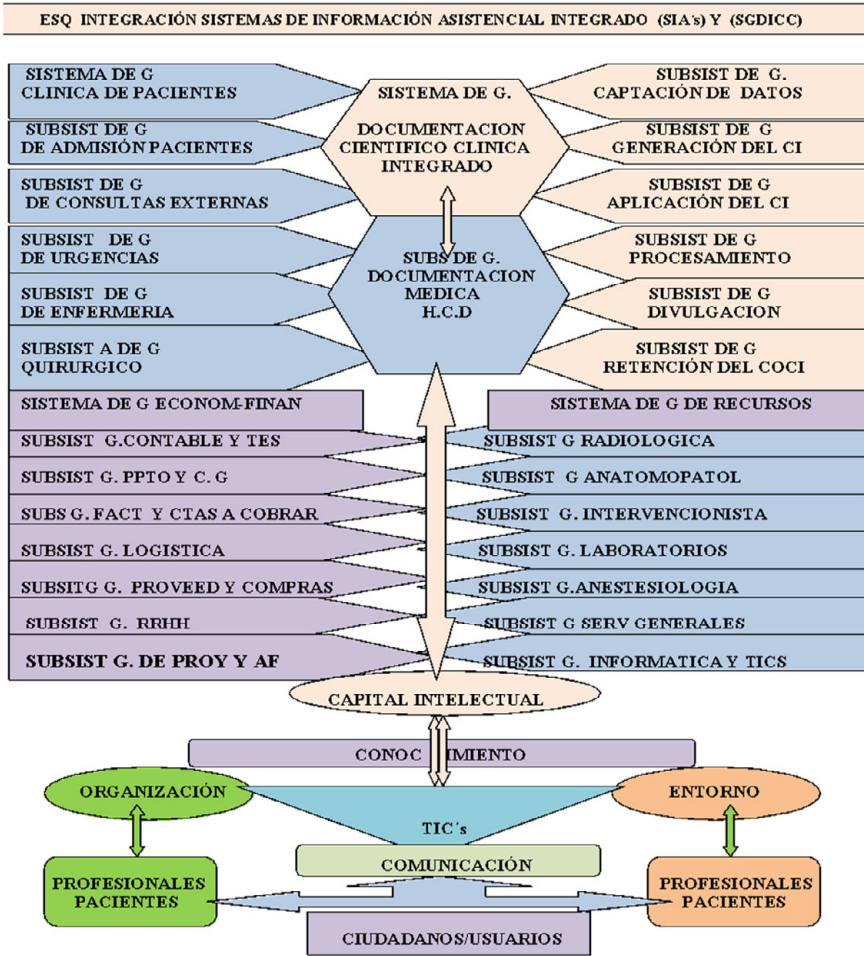 ESQ INTEGRACIÓN SISTEMAS DE INFORMACIÓN ASISTENCIAL INTEGRADO (SIA's) Y (SGDICC)
SISTEMA DE G
CLINICA DE PACIENTES
SUBSIST DE G
DE ADMISIÓN PACIENTES
SUBSIST DE G
DE CONSULTAS EXTERNAS
SUBSIST DE G
DE URGENCIAS
SUBSIST DE G
DE ENFERMERIA
SUBSIST A DE G
QUIRURGICO
SISTEMA DE G.
DOCUMENTACION
CIENTIFICO CLINICA
INTEGRADO
SUBS DE G.
DOCUMENTACION
MEDICA
H.C.D
SUBSIST DE G.
CAPTACIÓN DE DATOS
SUBSIST DE G
GENERACIÓN DEL CI
SUBSIST DE G
APLICACIÓN DEL CI
SUBSIST DE G
PROCESAMIENTO
SUBSIST DE G
DIVULGACION
SUBSIST DE G
RETENCIÓN DEL COCI
SISTEMA DE G ECONOM-FINAN
SUBSIST G.CONTABLE Y TES
SUBSIST G. PPTO Y C. G
SUBS G. FACT Y CTAS A COBRAR
SUBSIST G. LOGISTICA
SUBSITG G. PROVEED Y COMPRAS
SUBSIST G. RRHH
SUBSIST G. DE PROY Y AF
SISTEMA DE G DE RECURSOS
SUBSIST G RADIOLOGICA
SUBSIST G ANATOMOPATOL
SUBSIST G. INTERVENCIONISTA
SUBSIST G. LABORATORIOS
SUBSIST G.ANESTESIOLOGIA
SUBSIST G SERV GENERALES
SUBSIST G. INFORMATICA Y TICS
CAPITAL INTELECTUAL
CONOC IMIENTO
ORGANIZACIÓN
ENTORNO
TIC´s
COMUNICACIÓN
PROFESIONALES
PACIENTES
PROFESIONALES
PACIENTES
CIUDADANOS/USUARIOS